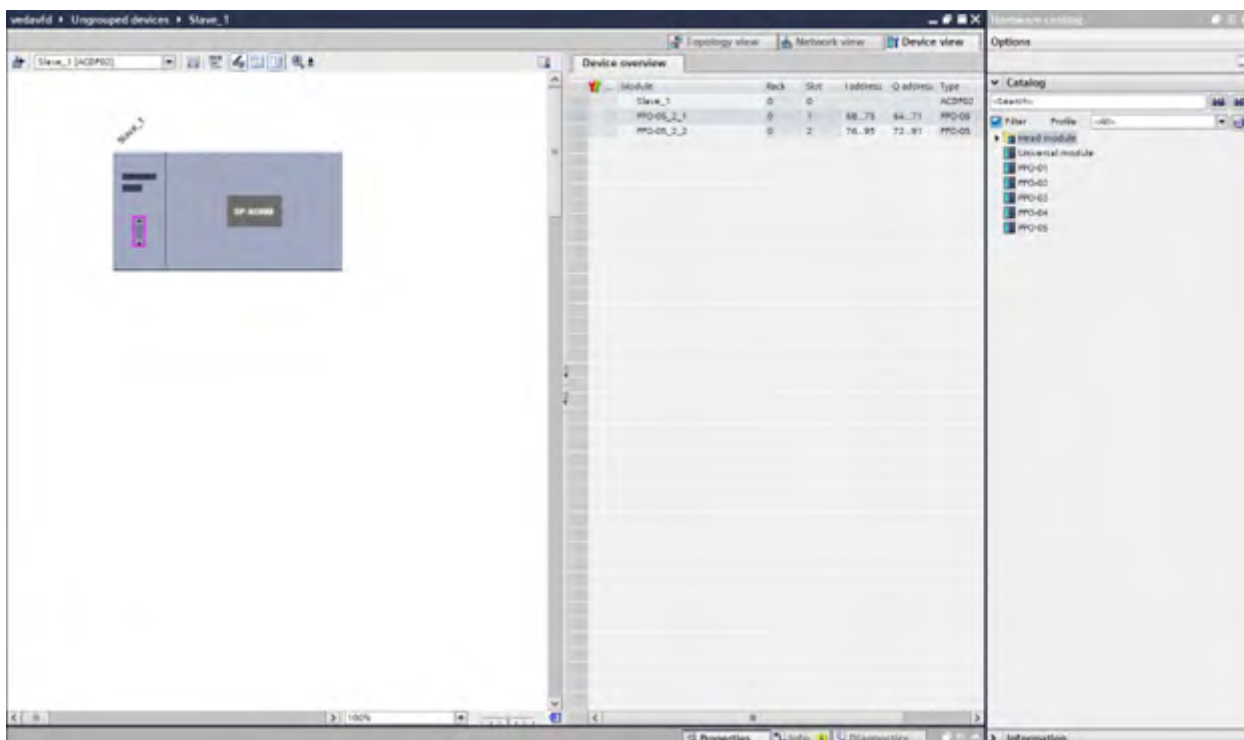 vedavfd ▸ Ungrouped devices ▸ Slave_1
Hardware catalog
Topology view Network view Device view
Options
Slave_1 [ACDP02]
Device overview
Catalog
Module Rack Slot I address Q address Type
<Search>
Slave_1 0 0 ACDP02
Filter Profile <All>
PPO-05_2_1 0 1 68...75 64...71 PPO-05
Head module
PPO-05_2_2 0 2 76...95 72...91 PPO-05
Universal module
PPO-01
PPO-02
PPO-03
PPO-04
PPO-05
Slave_1
100%
Properties Info Diagnostics
Information